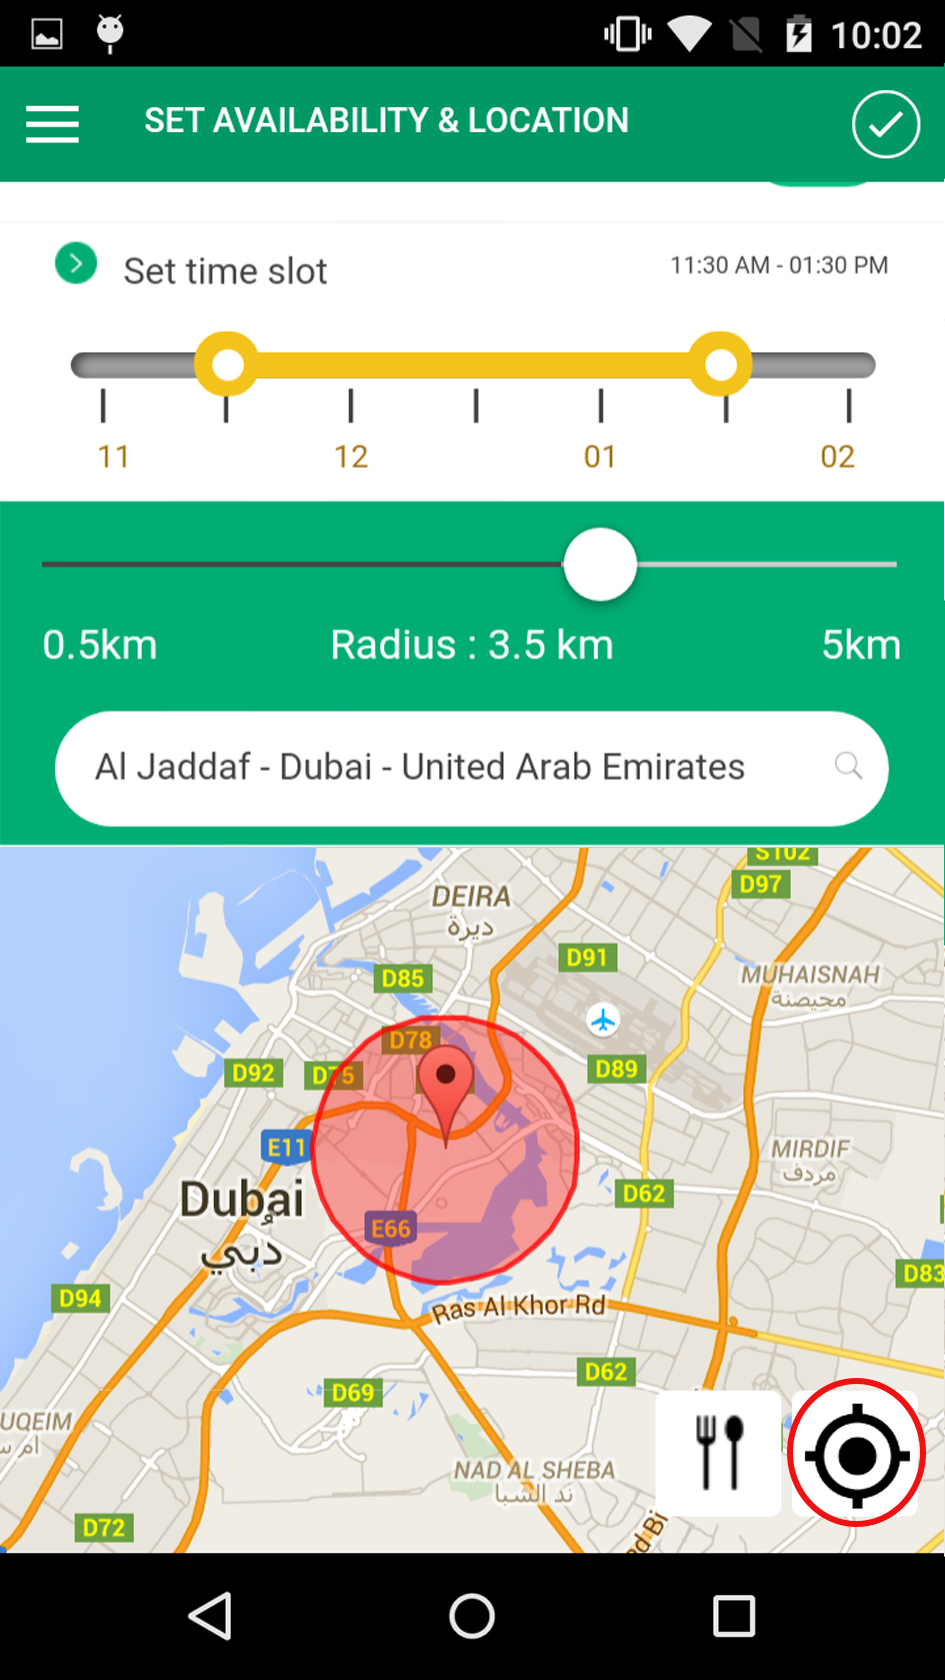 10:02
SET AVAILABILITY & LOCATION
Set time slot
11:30 AM - 01:30 PM
11 12 01 02
0.5km Radius : 3.5 km 5km
Al Jaddaf - Dubai - United Arab Emirates
S102
D97
DEIRA
ديرة
D91
D85
MUHAISNAH
محيصنة
D78
D92
D75
D89
E11
MIRDIF
مردف
Dubai
دبي
D62
E66
D83
D94
Ras Al Khor Rd
D62
D69
UQEIM
NAD AL SHEBA
ند الشبا
D72